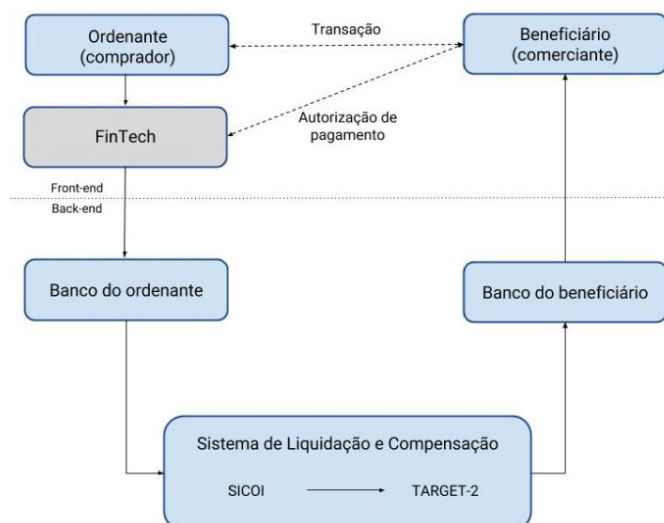 Ordenante
(comprador)
Transação
Beneficiário
(comerciante)
FinTech
Autorização de
pagamento
Front-end
Back-end
Banco do ordenante
Banco do beneficiário
Sistema de Liquidação e Compensação
SICOI
TARGET-2